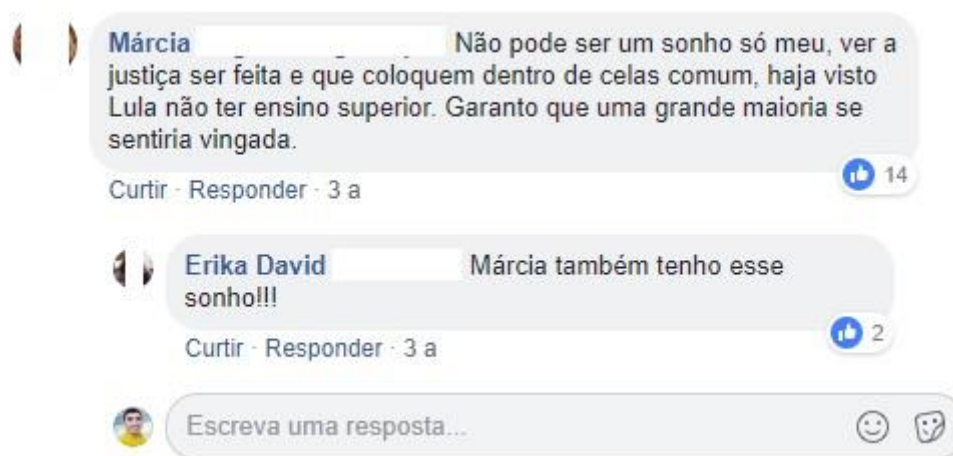 Márcia Não pode ser um sonho só meu, ver a
justiça ser feita e que coloquem dentro de celas comum, haja visto
Lula não ter ensino superior. Garanto que uma grande maioria se
sentiria vingada.
14
Curtir · Responder · 3 a
Erika David Márcia também tenho esse
sonho!!!
2
Curtir · Responder · 3 a
Escreva uma resposta...